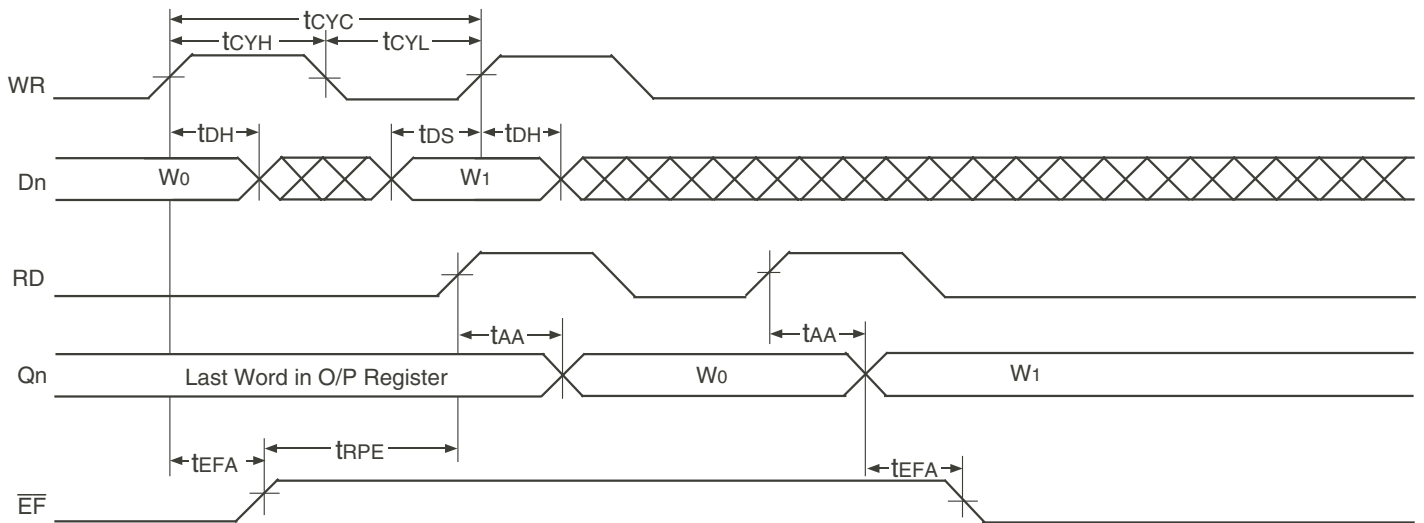 tCYC
tCYH tCYL
WR
tDH tDS tDH
Dn W0 W1
RD
tAA tAA
Qn Last Word in O/P Register W0 W1
tEFA tRPE tEFA
EF